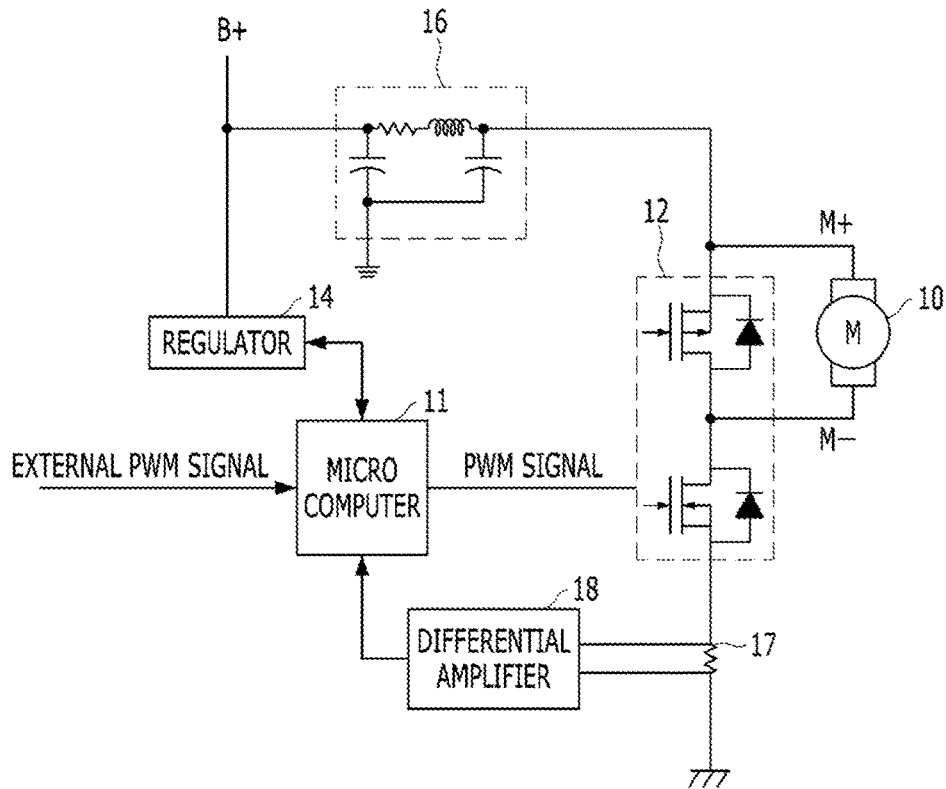 B+
16
12
M+
14
10
REGULATOR
M
11
M−
EXTERNAL PWM SIGNAL
MICRO
COMPUTER
PWM SIGNAL
18
DIFFERENTIAL
AMPLIFIER
17